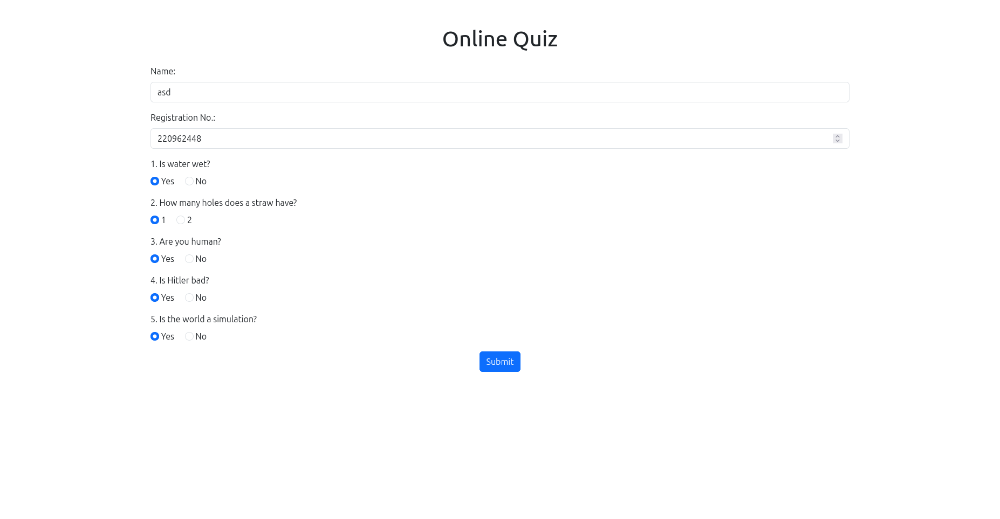 Online Quiz
Name:
asd
Registration No.:
220962448
1. Is water wet?
Yes No
2. How many holes does a straw have?
1 2
3. Are you human?
Yes No
4. Is Hitler bad?
Yes No
5. Is the world a simulation?
Yes No
Submit